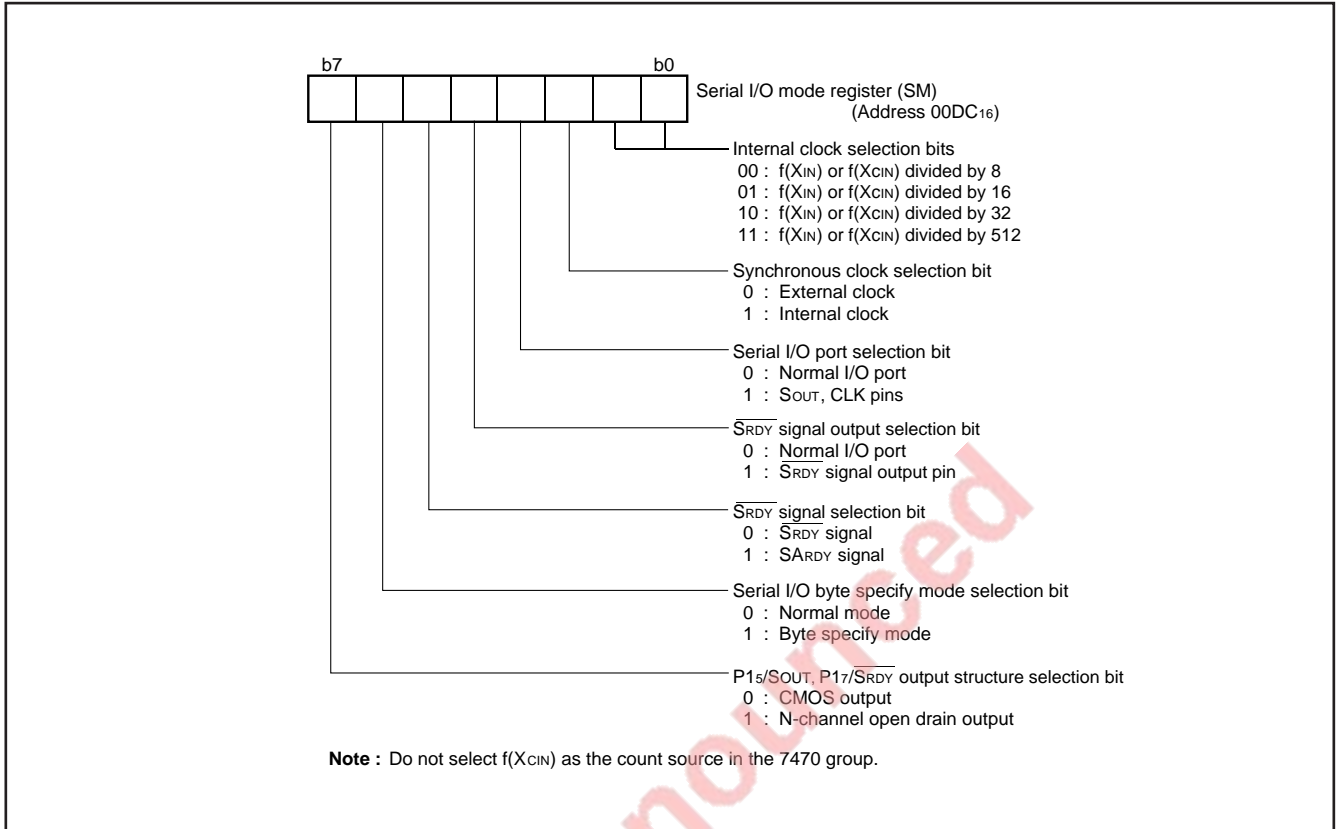 b7 b0
Serial I/O mode register (SM)
(Address 00DC16)
Internal clock selection bits
00 : f(XIN) or f(XCIN) divided by 8
01 : f(XIN) or f(XCIN) divided by 16
10 : f(XIN) or f(XCIN) divided by 32
11 : f(XIN) or f(XCIN) divided by 512
Synchronous clock selection bit
0 : External clock
1 : Internal clock
Serial I/O port selection bit
0 : Normal I/O port
1 : SOUT, CLK pins
S̅R̅D̅Y̅ signal output selection bit
0 : Normal I/O port
1 : S̅R̅D̅Y̅ signal output pin
S̅R̅D̅Y̅ signal selection bit
0 : S̅R̅D̅Y̅ signal
1 : SARDY signal
Serial I/O byte specify mode selection bit
0 : Normal mode
1 : Byte specify mode
P15/SOUT, P17/S̅R̅D̅Y̅ output structure selection bit
0 : CMOS output
1 : N-channel open drain output
Note : Do not select f(XCIN) as the count source in the 7470 group.